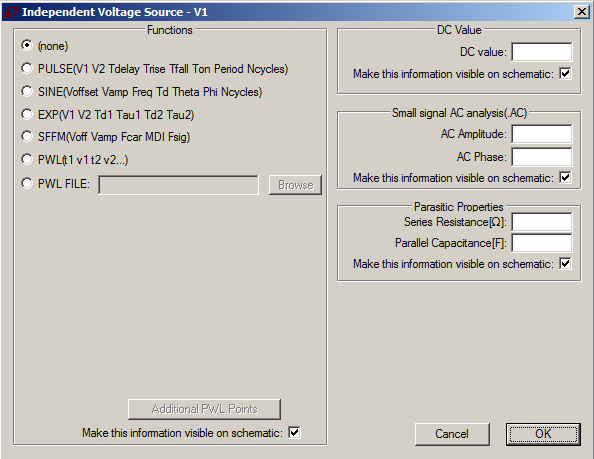 Independent Voltage Source - V1
Functions
(none)
PULSE(V1 V2 Tdelay Trise Tfall Ton Period Ncycles)
SINE(Voffset Vamp Freq Td Theta Phi Ncycles)
EXP(V1 V2 Td1 Tau1 Td2 Tau2)
SFFM(Voff Vamp Fcar MDI Fsig)
PWL(t1 v1 t2 v2...)
PWL FILE:
Browse
Additional PWL Points
Make this information visible on schematic:
DC Value
DC value:
Make this information visible on schematic:
Small signal AC analysis(.AC)
AC Amplitude:
AC Phase:
Make this information visible on schematic:
Parasitic Properties
Series Resistance[Ω]:
Parallel Capacitance[F]:
Make this information visible on schematic:
Cancel
OK